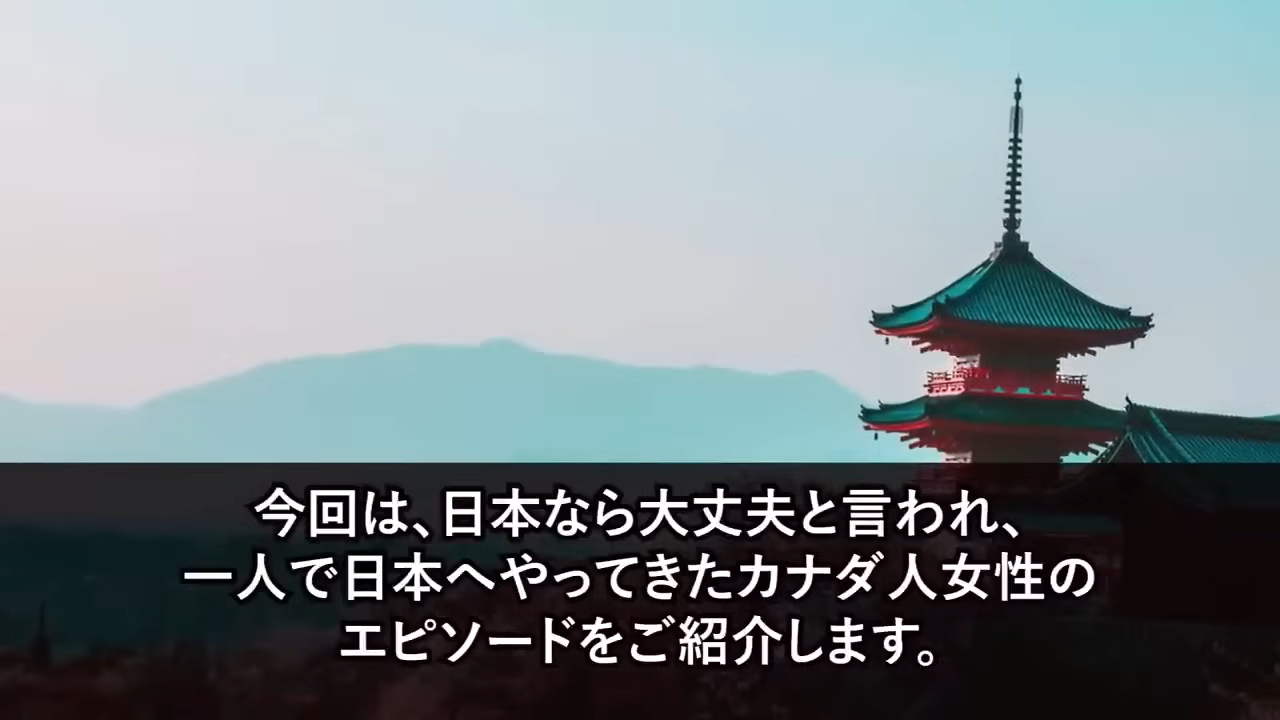 今回は、日本なら大丈夫と言われ、
一人で日本へやってきたカナダ人女性の
エピソードをご紹介します。